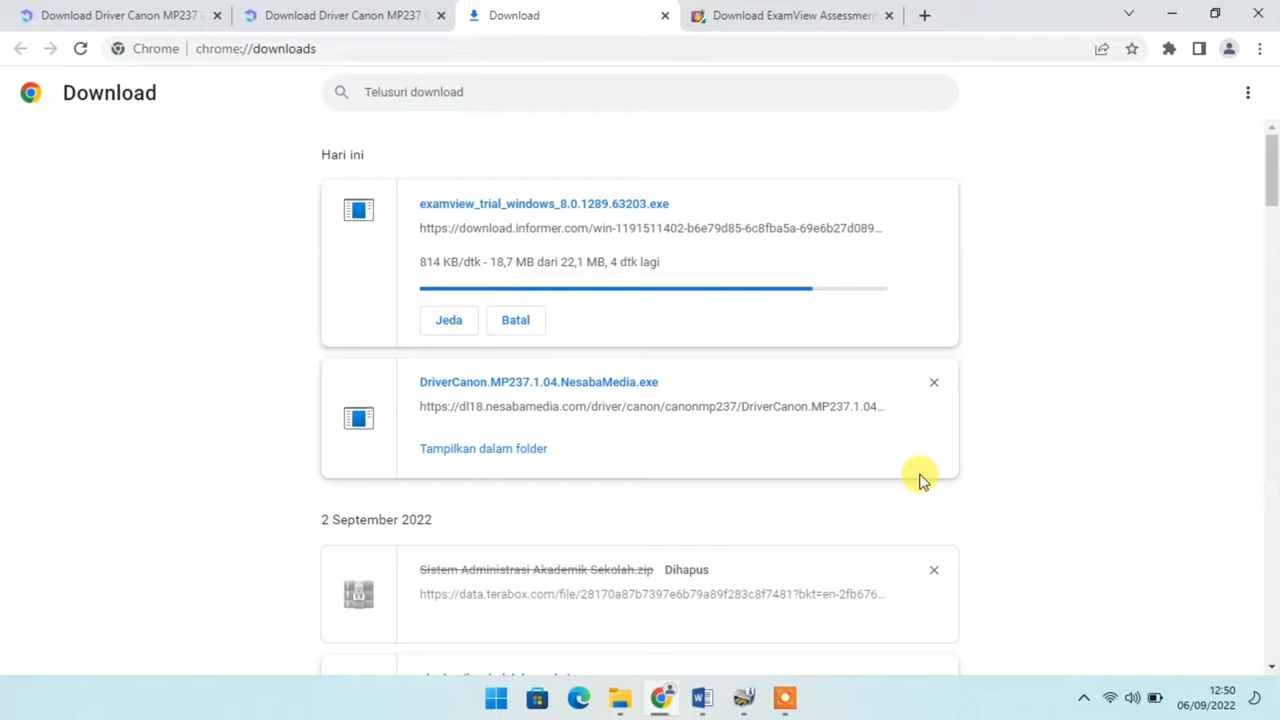 Download Driver Canon MP237
Download Driver Canon MP237
Download
Download ExamView Assessment
Chrome
chrome://downloads
Download
Telusuri download
Hari ini
examview_trial_windows_8.0.1289.63203.exe
https://download.informer.com/win-1191511402-b6e79d85-6c8fba5a-69e6b27d089...
814 KB/dtk - 18,7 MB dari 22,1 MB, 4 dtk lagi
Jeda
Batal
DriverCanon.MP237.1.04.NesabaMedia.exe
https://dl18.nesabamedia.com/driver/canon/canonmp237/DriverCanon.MP237.1.04...
Tampilkan dalam folder
2 September 2022
Sistem Administrasi Akademik Sekolah.zip Dihapus
https://data.terabox.com/file/28170a87b7397e6b79a89f283c8f7481?bkt=en-2fb676...
12:50
06/09/2022